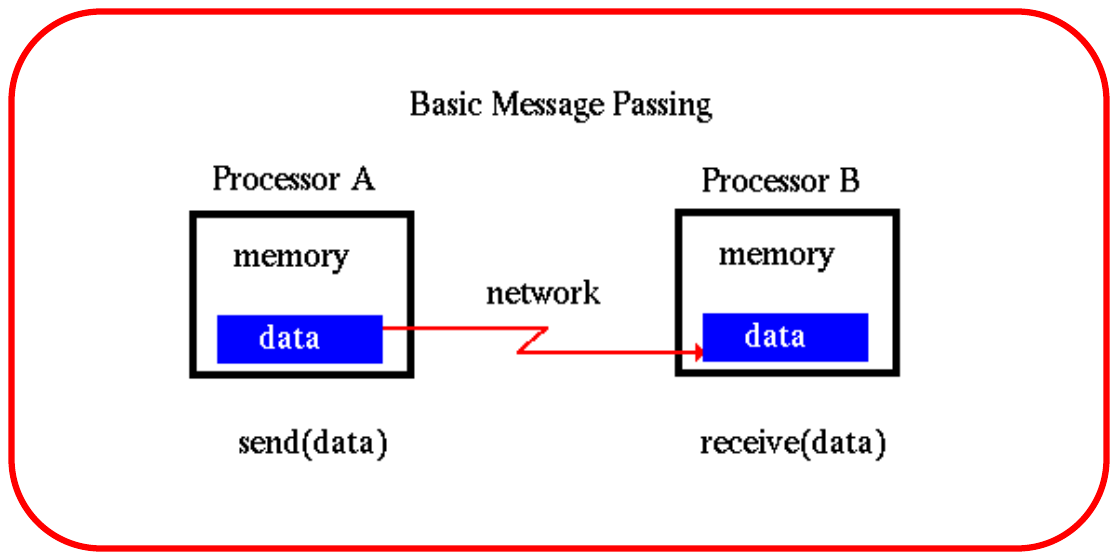 Basic Message Passing
Processor A
Processor B
memory
memory
network
data
data
send(data)
receive(data)